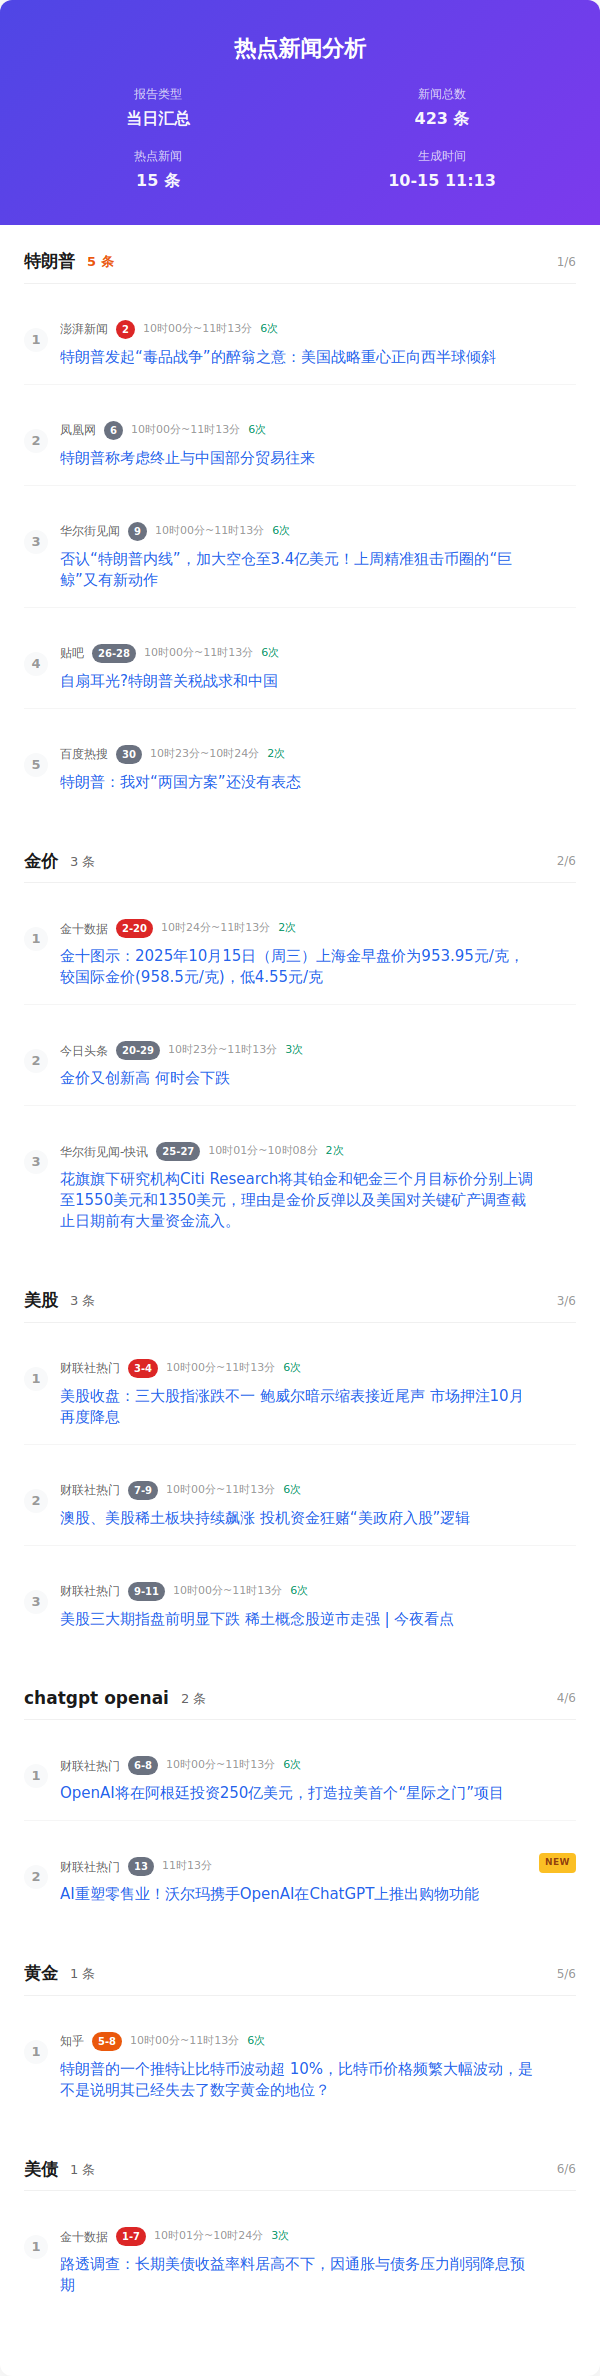 热点新闻分析
报告类型
当日汇总
新闻总数
423 条
热点新闻
15 条
生成时间
10-15 11:13
特朗普 5 条 1/6
1 澎湃新闻 2 10时00分~11时13分 6次
特朗普发起“毒品战争”的醉翁之意：美国战略重心正向西半球倾斜
2 凤凰网 6 10时00分~11时13分 6次
特朗普称考虑终止与中国部分贸易往来
3 华尔街见闻 9 10时00分~11时13分 6次
否认“特朗普内线”，加大空仓至3.4亿美元！上周精准狙击币圈的“巨
鲸”又有新动作
4 贴吧 26-28 10时00分~11时13分 6次
自扇耳光?特朗普关税战求和中国
5 百度热搜 30 10时23分~10时24分 2次
特朗普：我对“两国方案”还没有表态
金价 3 条 2/6
1 金十数据 2-20 10时24分~11时13分 2次
金十图示：2025年10月15日（周三）上海金早盘价为953.95元/克，
较国际金价(958.5元/克)，低4.55元/克
2 今日头条 20-29 10时23分~11时13分 3次
金价又创新高 何时会下跌
3 华尔街见闻-快讯 25-27 10时01分~10时08分 2次
花旗旗下研究机构Citi Research将其铂金和钯金三个月目标价分别上调
至1550美元和1350美元，理由是金价反弹以及美国对关键矿产调查截
止日期前有大量资金流入。
美股 3 条 3/6
1 财联社热门 3-4 10时00分~11时13分 6次
美股收盘：三大股指涨跌不一 鲍威尔暗示缩表接近尾声 市场押注10月
再度降息
2 财联社热门 7-9 10时00分~11时13分 6次
澳股、美股稀土板块持续飙涨 投机资金狂赌“美政府入股”逻辑
3 财联社热门 9-11 10时00分~11时13分 6次
美股三大期指盘前明显下跌 稀土概念股逆市走强 | 今夜看点
chatgpt openai 2 条 4/6
1 财联社热门 6-8 10时00分~11时13分 6次
OpenAI将在阿根廷投资250亿美元，打造拉美首个“星际之门”项目
2 财联社热门 13 11时13分 NEW
AI重塑零售业！沃尔玛携手OpenAI在ChatGPT上推出购物功能
黄金 1 条 5/6
1 知乎 5-8 10时00分~11时13分 6次
特朗普的一个推特让比特币波动超 10%，比特币价格频繁大幅波动，是
不是说明其已经失去了数字黄金的地位？
美债 1 条 6/6
1 金十数据 1-7 10时01分~10时24分 3次
路透调查：长期美债收益率料居高不下，因通胀与债务压力削弱降息预
期